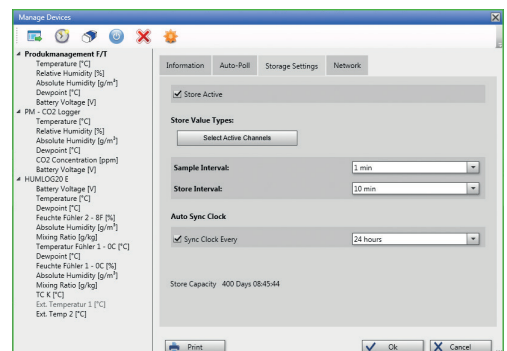 Manage Devices
Produkmanagement F/T
Temperature [°C]
Relative Humidity [%]
Absolute Humidity [g/m³]
Dewpoint [°C]
Battery Voltage [V]
PM - CO2 Logger
Temperature [°C]
Relative Humidity [%]
Absolute Humidity [g/m³]
Dewpoint [°C]
CO2 Concentration [ppm]
Battery Voltage [V]
HUMLOG20 E
Battery Voltage [V]
Temperature [°C]
Dewpoint [°C]
Feuchte Fühler 2 - 8F [%]
Absolute Humidity [g/m³]
Mixing Ratio [g/kg]
Temperatur Fühler 1 - 0C [°C]
Dewpoint [°C]
Feuchte Fühler 1 - 0C [%]
Absolute Humidity [g/m³]
Mixing Ratio [g/kg]
TC K [°C]
Ext. Temperatur 1 [°C]
Ext. Temp 2 [°C]
Information Auto-Poll Storage Settings Network
Store Active
Store Value Types:
Select Active Channels
Sample Interval: 1 min
Store Interval: 10 min
Auto Sync Clock
Sync Clock Every 24 hours
Store Capacity 400 Days 08:45:44
Print Ok Cancel